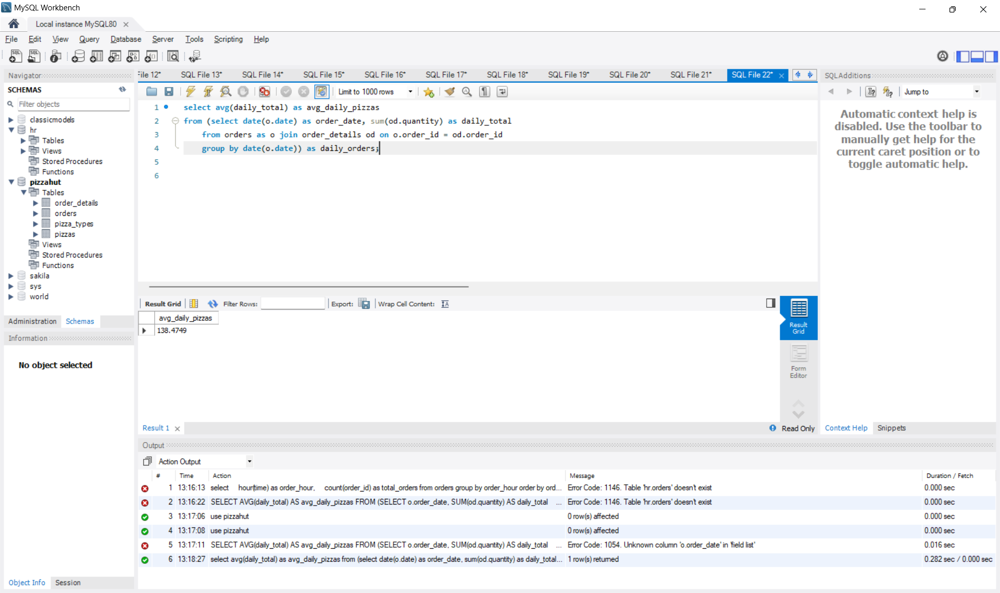 MySQL Workbench
Local instance MySQL80
File Edit View Query Database Server Tools Scripting Help
Navigator
SCHEMAS
Filter objects
classicmodels
hr
Tables
Views
Stored Procedures
Functions
pizzahut
Tables
order_details
orders
pizza_types
pizzas
Views
Stored Procedures
Functions
sakila
sys
world
Administration Schemas
Information
No object selected
Object Info Session
File 12* SQL File 13* SQL File 14* SQL File 15* SQL File 16* SQL File 17* SQL File 18* SQL File 19* SQL File 20* SQL File 21* SQL File 22*
Limit to 1000 rows
1 select avg(daily_total) as avg_daily_pizzas
2 from (select date(o.date) as order_date, sum(od.quantity) as daily_total
3 from orders as o join order_details od on o.order_id = od.order_id
4 group by date(o.date)) as daily_orders;
5
6
Result Grid Filter Rows: Export: Wrap Cell Content:
avg_daily_pizzas
138.4749
Result Grid
Form Editor
Result 1
Read Only
SQLAdditions
Jump to
Automatic context help is
disabled. Use the toolbar to
manually get help for the
current caret position or to
toggle automatic help.
Context Help Snippets
Output
Action Output
# Time Action Message Duration / Fetch
1 13:16:13 select hour(time) as order_hour, count(order_id) as total_orders from orders group by order_hour order by ord... Error Code: 1146. Table 'hr.orders' doesn't exist 0.000 sec
2 13:16:22 SELECT AVG(daily_total) AS avg_daily_pizzas FROM (SELECT o.order_date, SUM(od.quantity) AS daily_total ... Error Code: 1146. Table 'hr.orders' doesn't exist 0.000 sec
3 13:17:06 use pizzahut 0 row(s) affected 0.000 sec
4 13:17:08 use pizzahut 0 row(s) affected 0.000 sec
5 13:17:11 SELECT AVG(daily_total) AS avg_daily_pizzas FROM (SELECT o.order_date, SUM(od.quantity) AS daily_total ... Error Code: 1054. Unknown column 'o.order_date' in 'field list' 0.016 sec
6 13:18:27 select avg(daily_total) as avg_daily_pizzas from (select date(o.date) as order_date, sum(od.quantity) as daily_total... 1 row(s) returned 0.282 sec / 0.000 sec